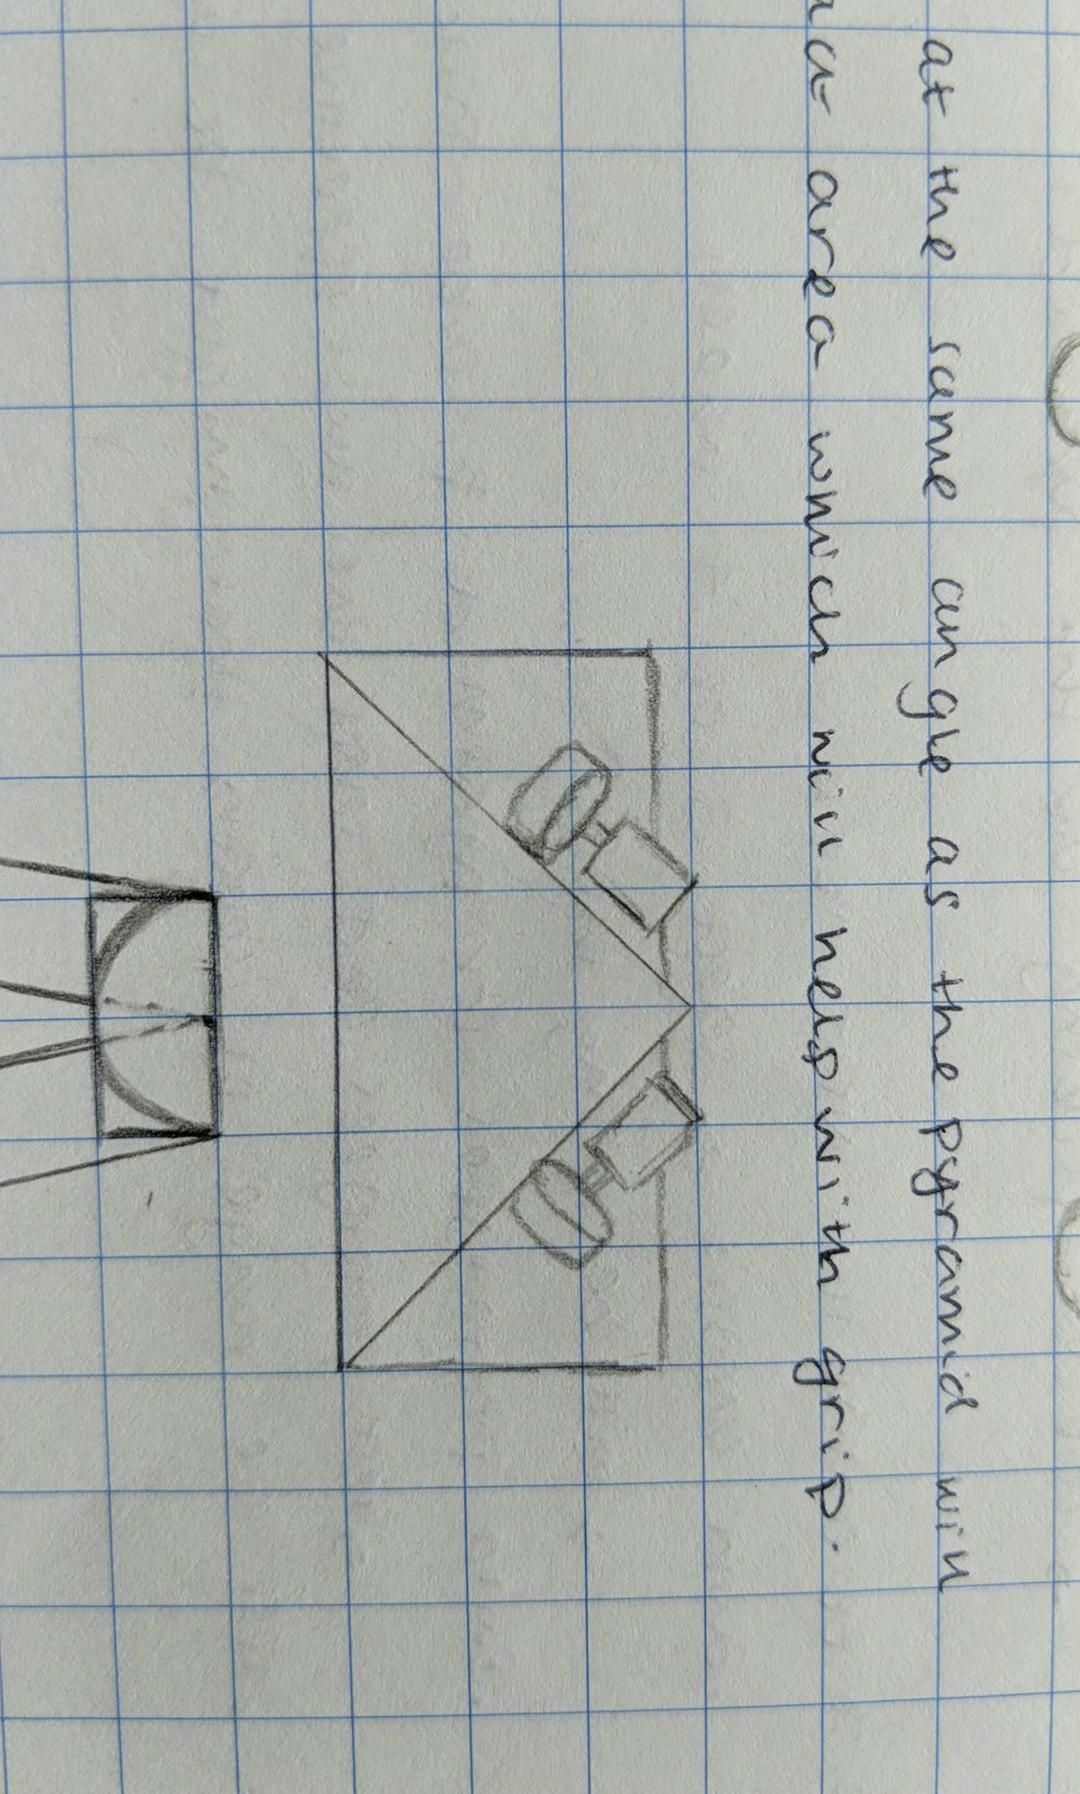 at the same angle as the pyramid will
area which will help with grip.